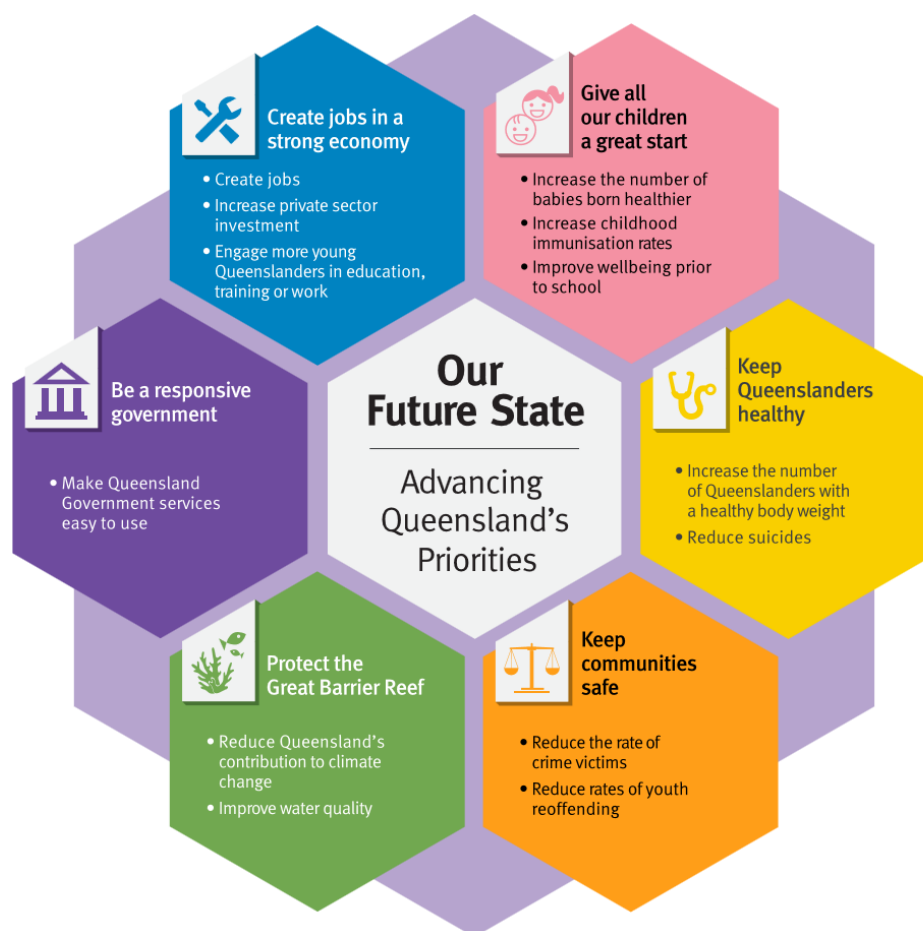 Create jobs in a
strong economy
• Create jobs
• Increase private sector
investment
• Engage more young
Queenslanders in education,
training or work
Give all
our children
a great start
• Increase the number of
babies born healthier
• Increase childhood
immunisation rates
• Improve wellbeing prior
to school
Be a responsive
government
• Make Queensland
Government services
easy to use
Our
Future State
Advancing
Queensland's
Priorities
Keep
Queenslanders
healthy
• Increase the number
of Queenslanders with
a healthy body weight
• Reduce suicides
Protect the
Great Barrier Reef
• Reduce Queensland's
contribution to climate
change
• Improve water quality
Keep
communities
safe
• Reduce the rate of
crime victims
• Reduce rates of youth
reoffending